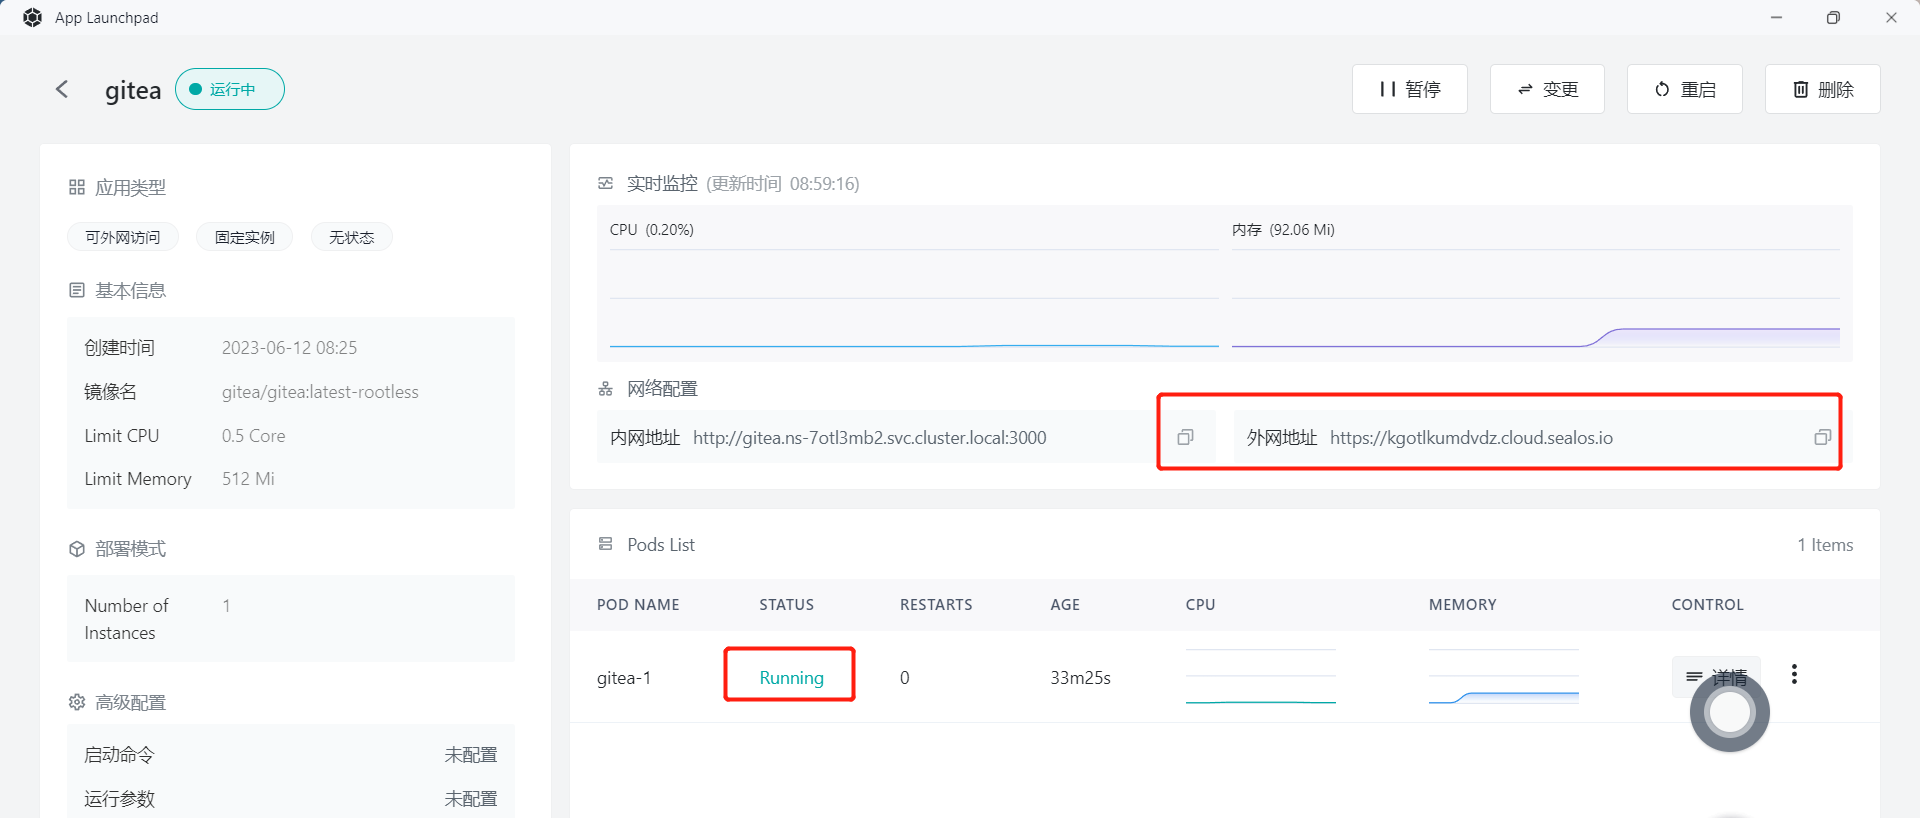 App Launchpad
gitea 运行中
暂停 变更 重启 删除
应用类型
可外网访问 固定实例 无状态
基本信息
创建时间 2023-06-12 08:25
镜像名 gitea/gitea:latest-rootless
Limit CPU 0.5 Core
Limit Memory 512 Mi
部署模式
Number of Instances 1
高级配置
启动命令 未配置
运行参数 未配置
实时监控 (更新时间 08:59:16)
CPU (0.20%) 内存 (92.06 Mi)
网络配置
内网地址 http://gitea.ns-7otl3mb2.svc.cluster.local:3000
外网地址 https://kgotlkumdvdz.cloud.sealos.io
Pods List 1 Items
POD NAME STATUS RESTARTS AGE CPU MEMORY CONTROL
gitea-1 Running 0 33m25s 详情